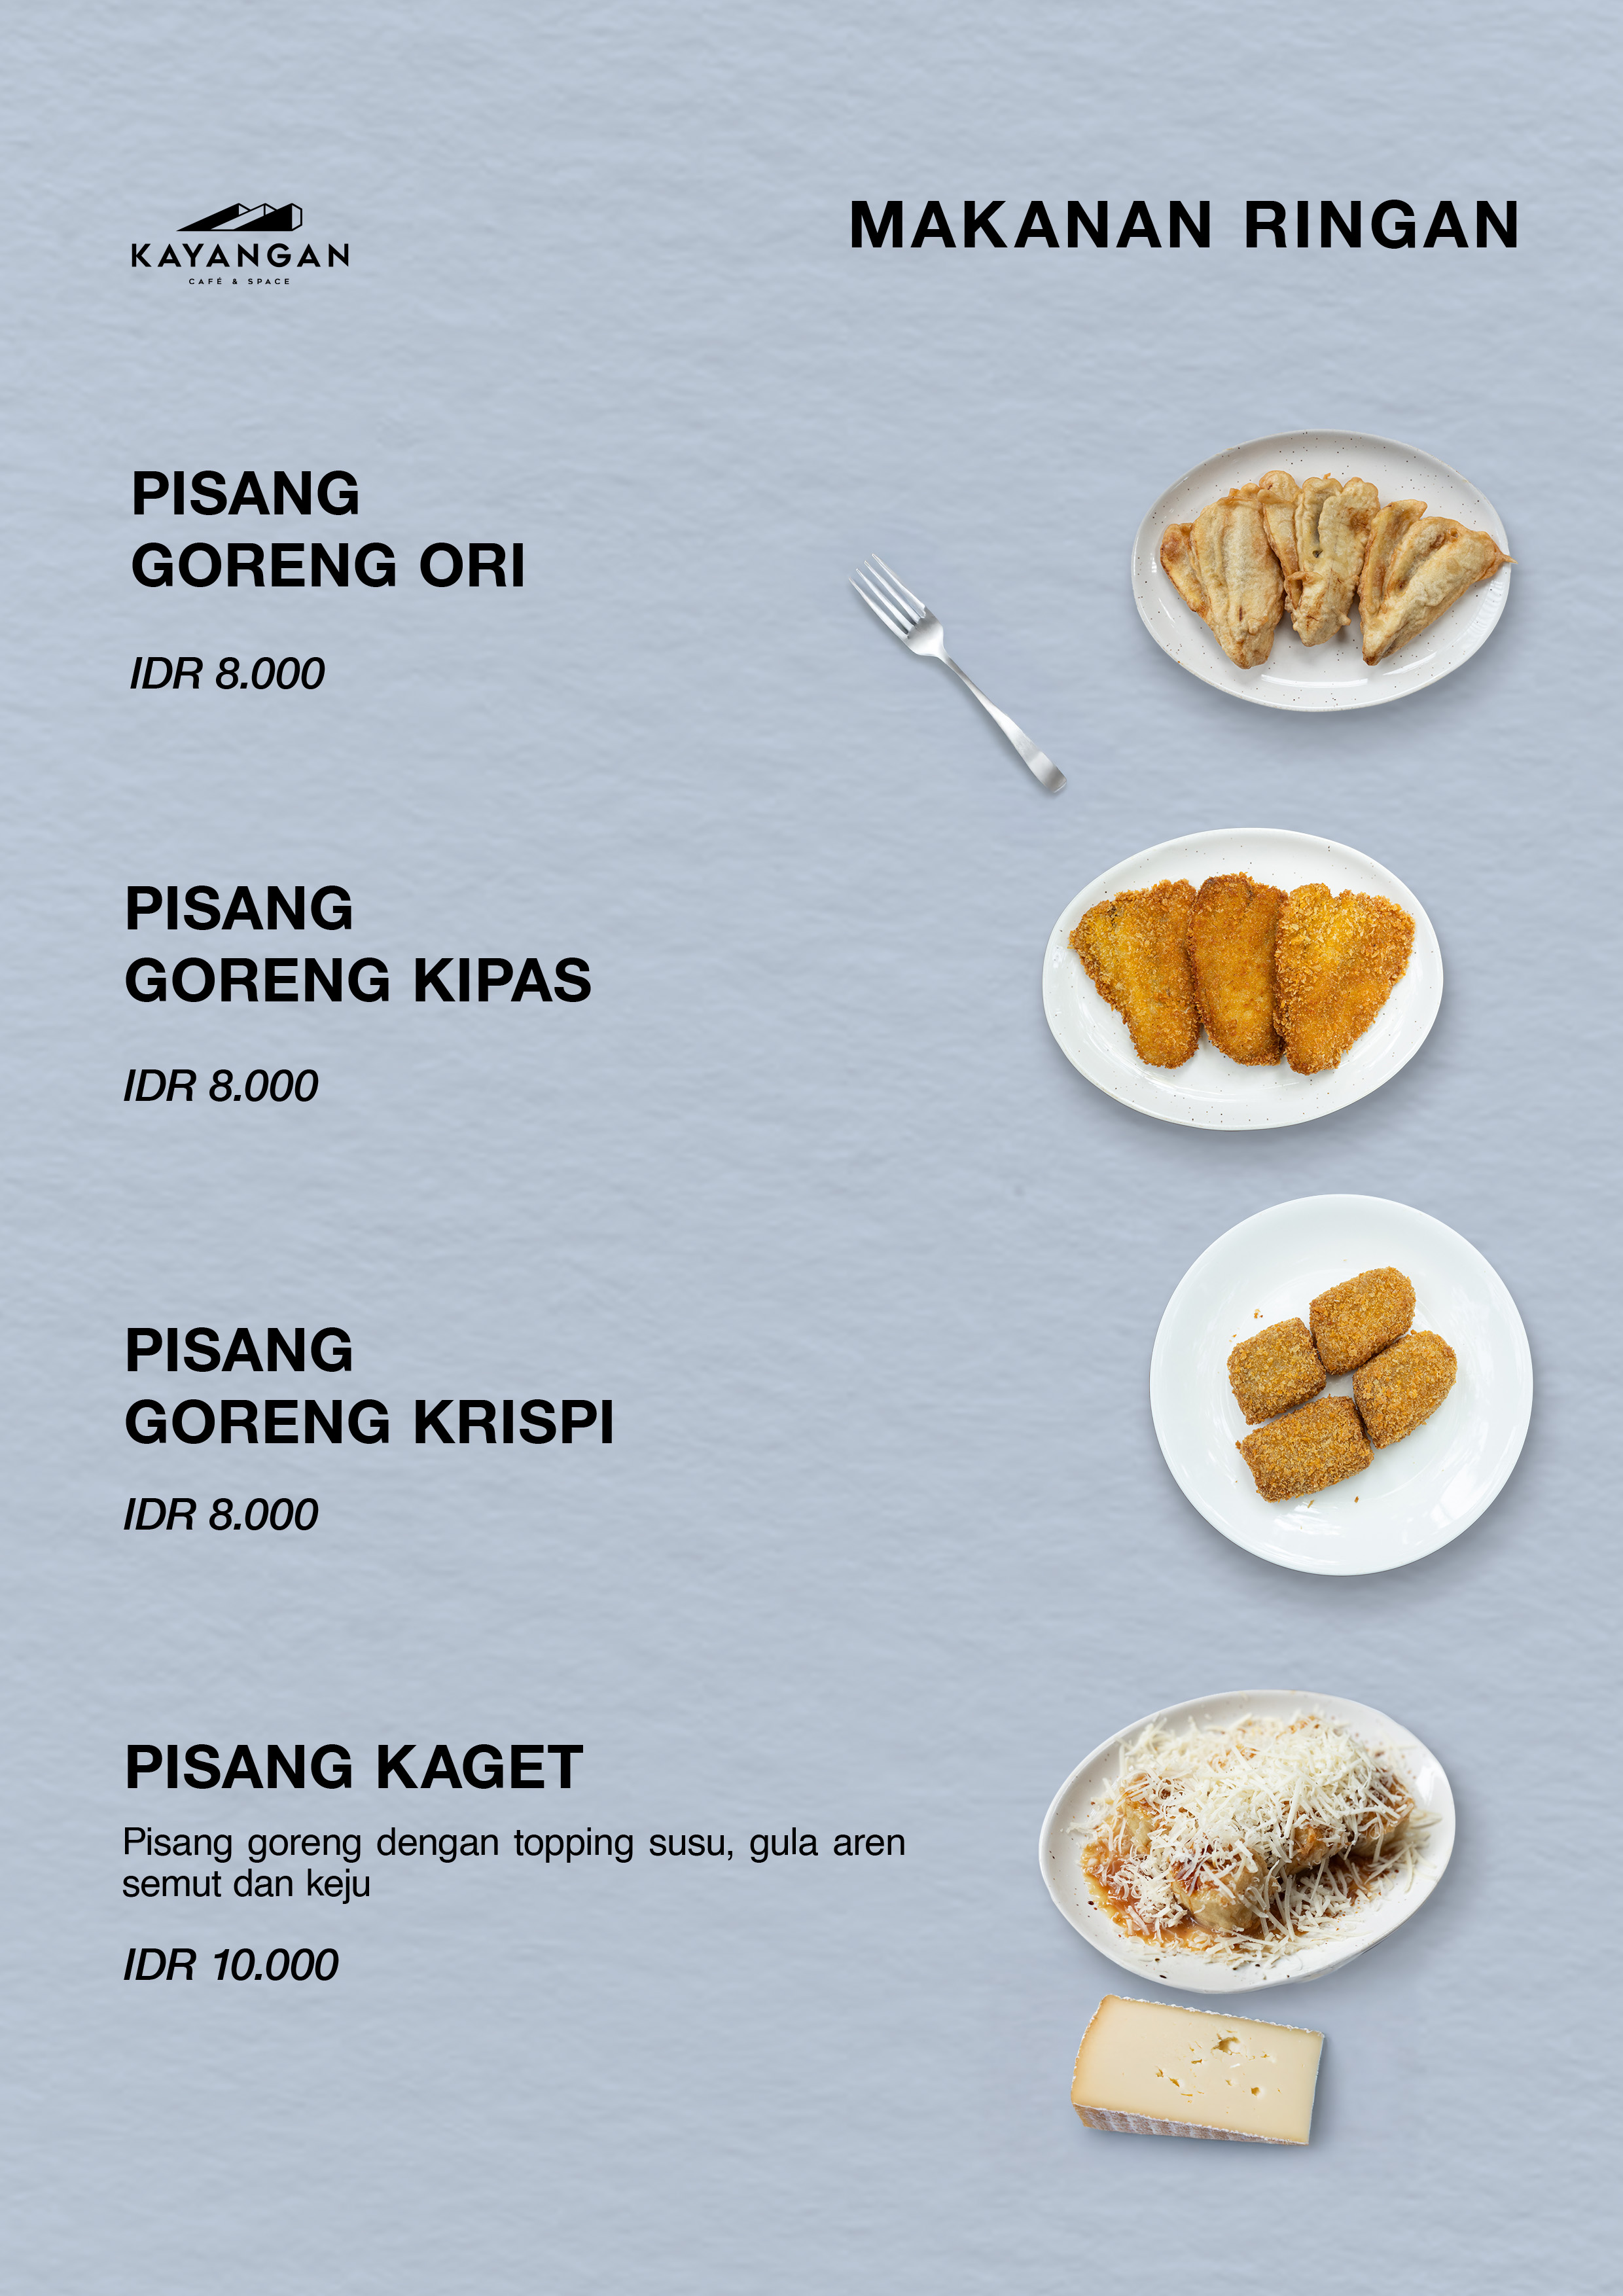 KAYANGAN
CAFÉ & SPACE
MAKANAN RINGAN
PISANG
GORENG ORI
IDR 8.000
PISANG
GORENG KIPAS
IDR 8.000
PISANG
GORENG KRISPI
IDR 8.000
PISANG KAGET
Pisang goreng dengan topping susu, gula aren
semut dan keju
IDR 10.000